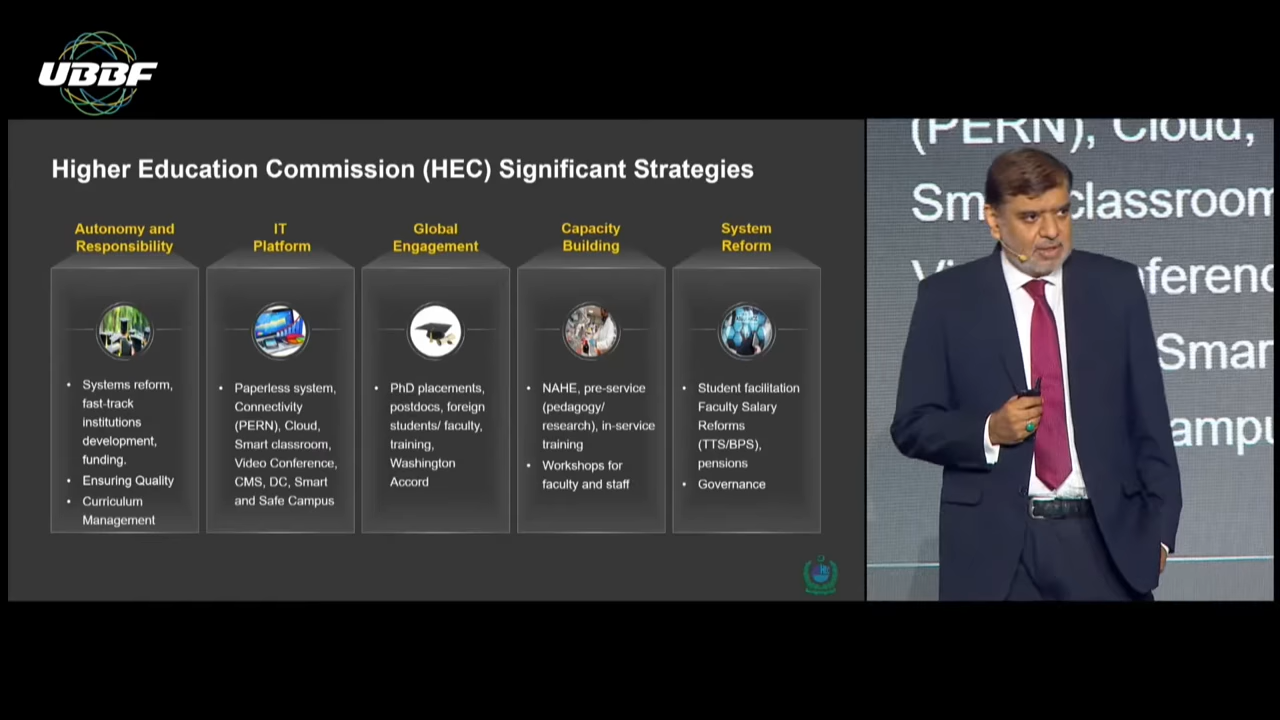 UBBF
Higher Education Commission (HEC) Significant Strategies
Autonomy and
Responsibility
• Systems reform,
fast-track
institutions
development,
funding.
• Ensuring Quality
• Curriculum
Management
IT
Platform
• Paperless system,
Connectivity
(PERN), Cloud,
Smart classroom,
Video Conference,
CMS, DC, Smart
and Safe Campus
Global
Engagement
• PhD placements,
postdocs, foreign
students/ faculty,
training,
Washington
Accord
Capacity
Building
• NAHE, pre-service
(pedagogy/
research), in-service
training
• Workshops for
faculty and staff
System
Reform
• Student facilitation
Faculty Salary
Reforms
(TTS/BPS),
pensions
• Governance
(PERN), Cloud,